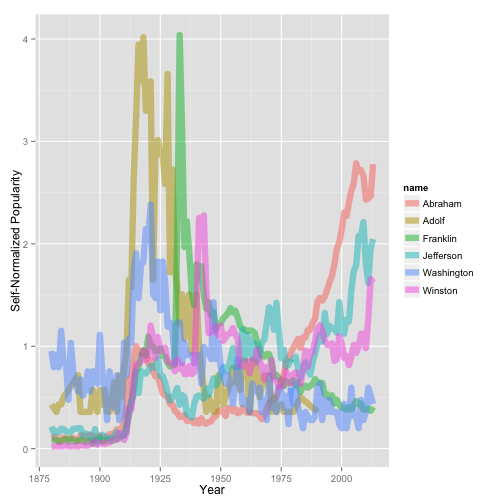 4
3
2
1
0
Self-Normalized Popularity
1875
1900
1925
1950
1975
2000
Year
name
Abraham
Adolf
Franklin
Jefferson
Washington
Winston